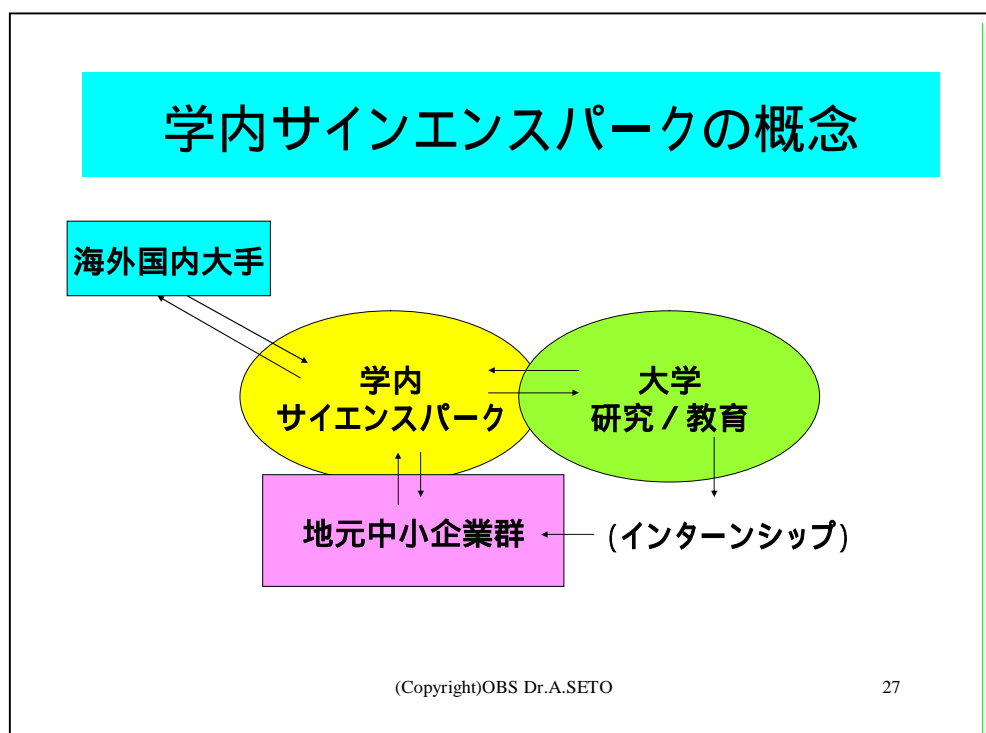 学内サインエンスパークの概念
海外国内大手
学内
サイエンスパーク
大学
研究／教育
地元中小企業群
(インターンシップ)
(Copyright)OBS Dr.A.SETO
27